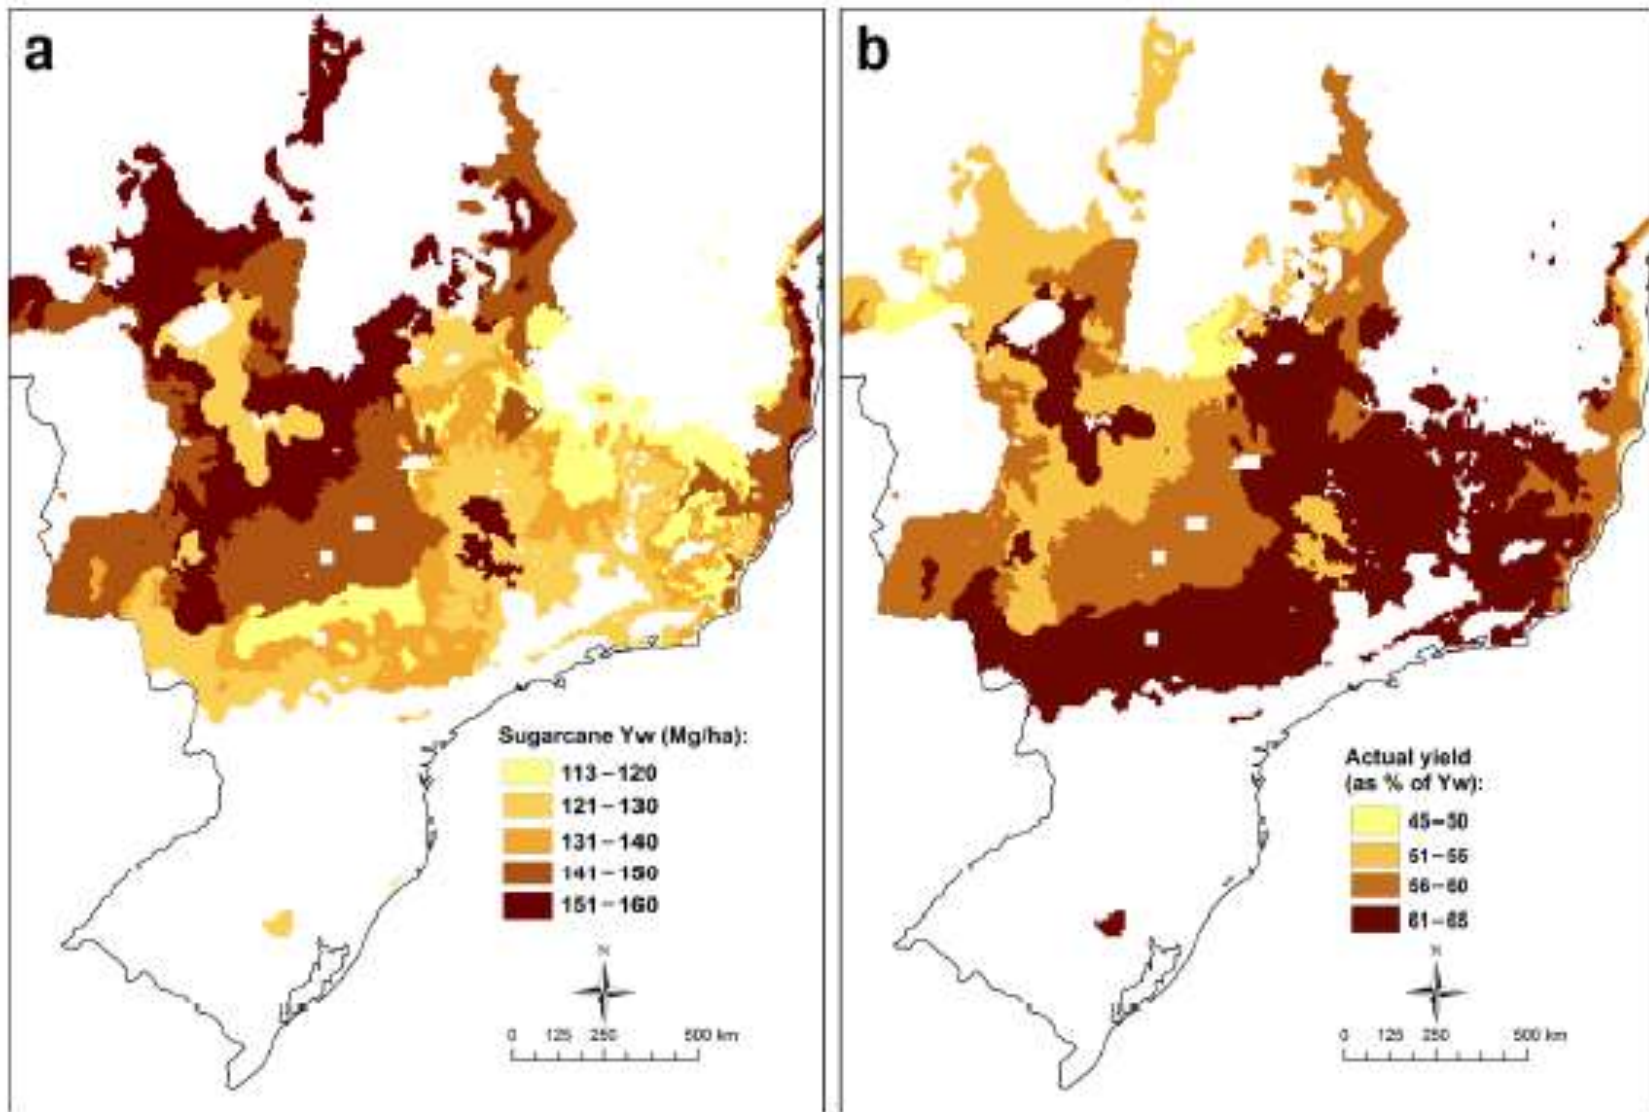 a
Sugarcane Yw (Mg/ha):
113–120
121–130
131–140
141–150
151–160
N
0 125 250 500 km
b
Actual yield
(as % of Yw):
45–50
51–55
56–60
61–65
N
0 125 250 500 km